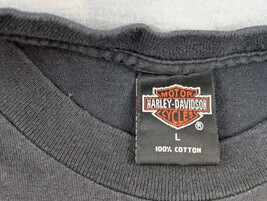 MOTOR
HARLEY-DAVIDSON
CYCLES
®
L
100% COTTON